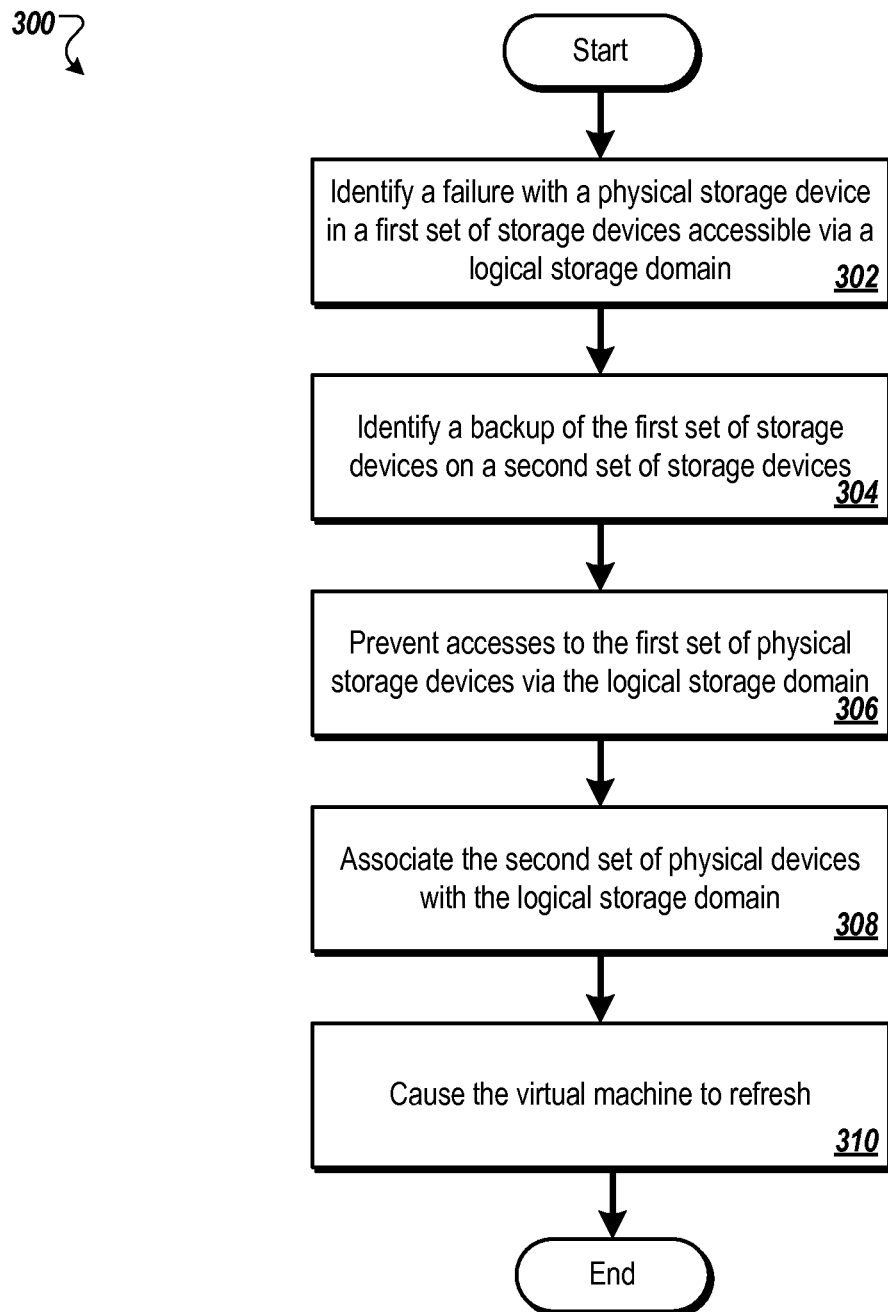 300
Start
Identify a failure with a physical storage device
in a first set of storage devices accessible via a
logical storage domain
302
Identify a backup of the first set of storage
devices on a second set of storage devices
304
Prevent accesses to the first set of physical
storage devices via the logical storage domain
306
Associate the second set of physical devices
with the logical storage domain
308
Cause the virtual machine to refresh
310
End